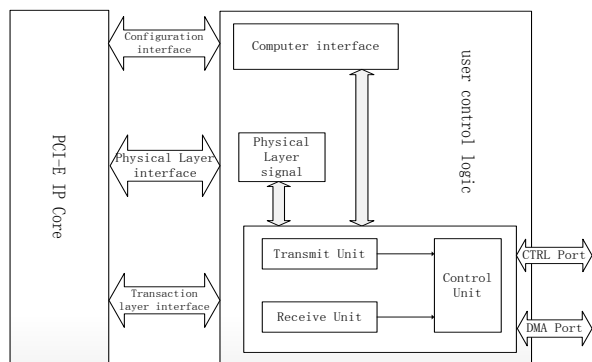 PCI-E IP Core
Configuration
interface
Physical Layer
interface
Transaction
layer interface
Computer interface
Physical
Layer
signal
user control logic
Transmit Unit
Receive Unit
Control
Unit
CTRL Port
DMA Port